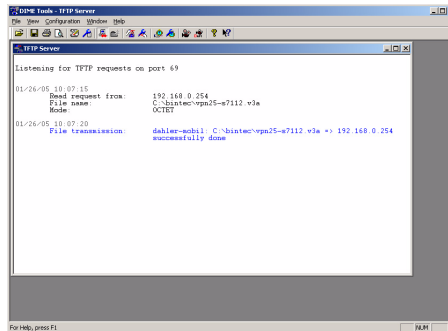 DIME Tools - TFTP Server
File View Configuration Window Help
TFTP Server
Listening for TFTP requests on port 69
01/26/05 10:07:15
Read request from: 192.168.0.254
File name: C:\bintec\vpn25-s7112.v3a
Mode: OCTET
01/26/05 10:07:20
File transmission: dahler-mobil: C:\bintec\vpn25-s7112.v3a => 192.168.0.254
successfully done
For Help, press F1
NUM